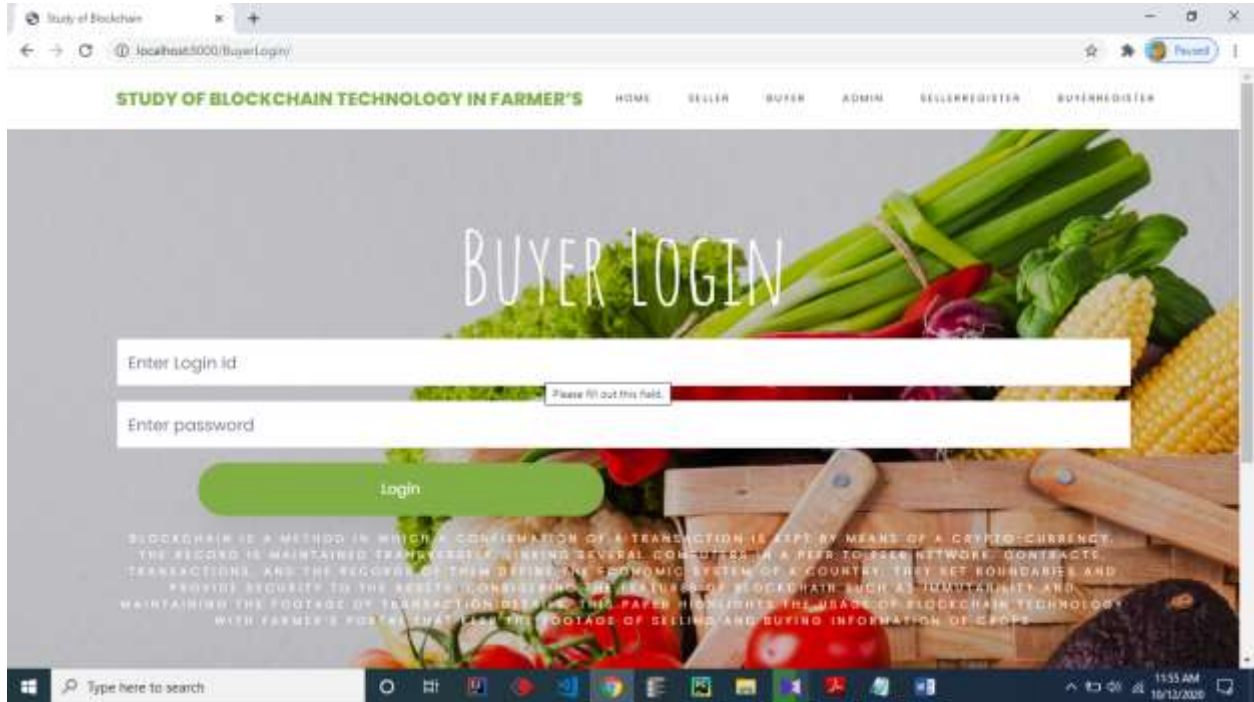 Study of Blockchain
localhost:8000/BuyerLogin/
Paused
STUDY OF BLOCKCHAIN TECHNOLOGY IN FARMER'S HOME SELLER BUYER ADMIN SELLERREGISTER BUYERREGISTER
BUYER LOGIN
Enter Login Id
Please fill out this field.
Enter password
Login
BLOCKCHAIN IS A METHOD IN WHICH A CONFIRMATION OF A TRANSACTION IS KEPT BY MEANS OF A CRYPTO-CURRENCY.
THE RECORD IS MAINTAINED TRANSVERSELY, LINKING SEVERAL COMPUTERS IN A PEER TO PEER NETWORK. CONTRACTS,
TRANSACTIONS, AND THE RECORDS OF THEM DEFINE THE ECONOMIC SYSTEM OF A COUNTRY. THEY SET BOUNDARIES AND
PROVIDE SECURITY TO THE ASSETS. CONSIDERING THE FEATURES OF BLOCKCHAIN SUCH AS IMMUTABILITY AND
MAINTAINING THE FOOTAGE OF TRANSACTION DETAILS, THIS PAPER HIGHLIGHTS THE USAGE OF BLOCKCHAIN TECHNOLOGY
WITH FARMER'S PORTAL THAT KEEP THE FOOTAGE OF SELLING AND BUYING INFORMATION OF CROPS
Type here to search
11:55 AM
10/12/2020